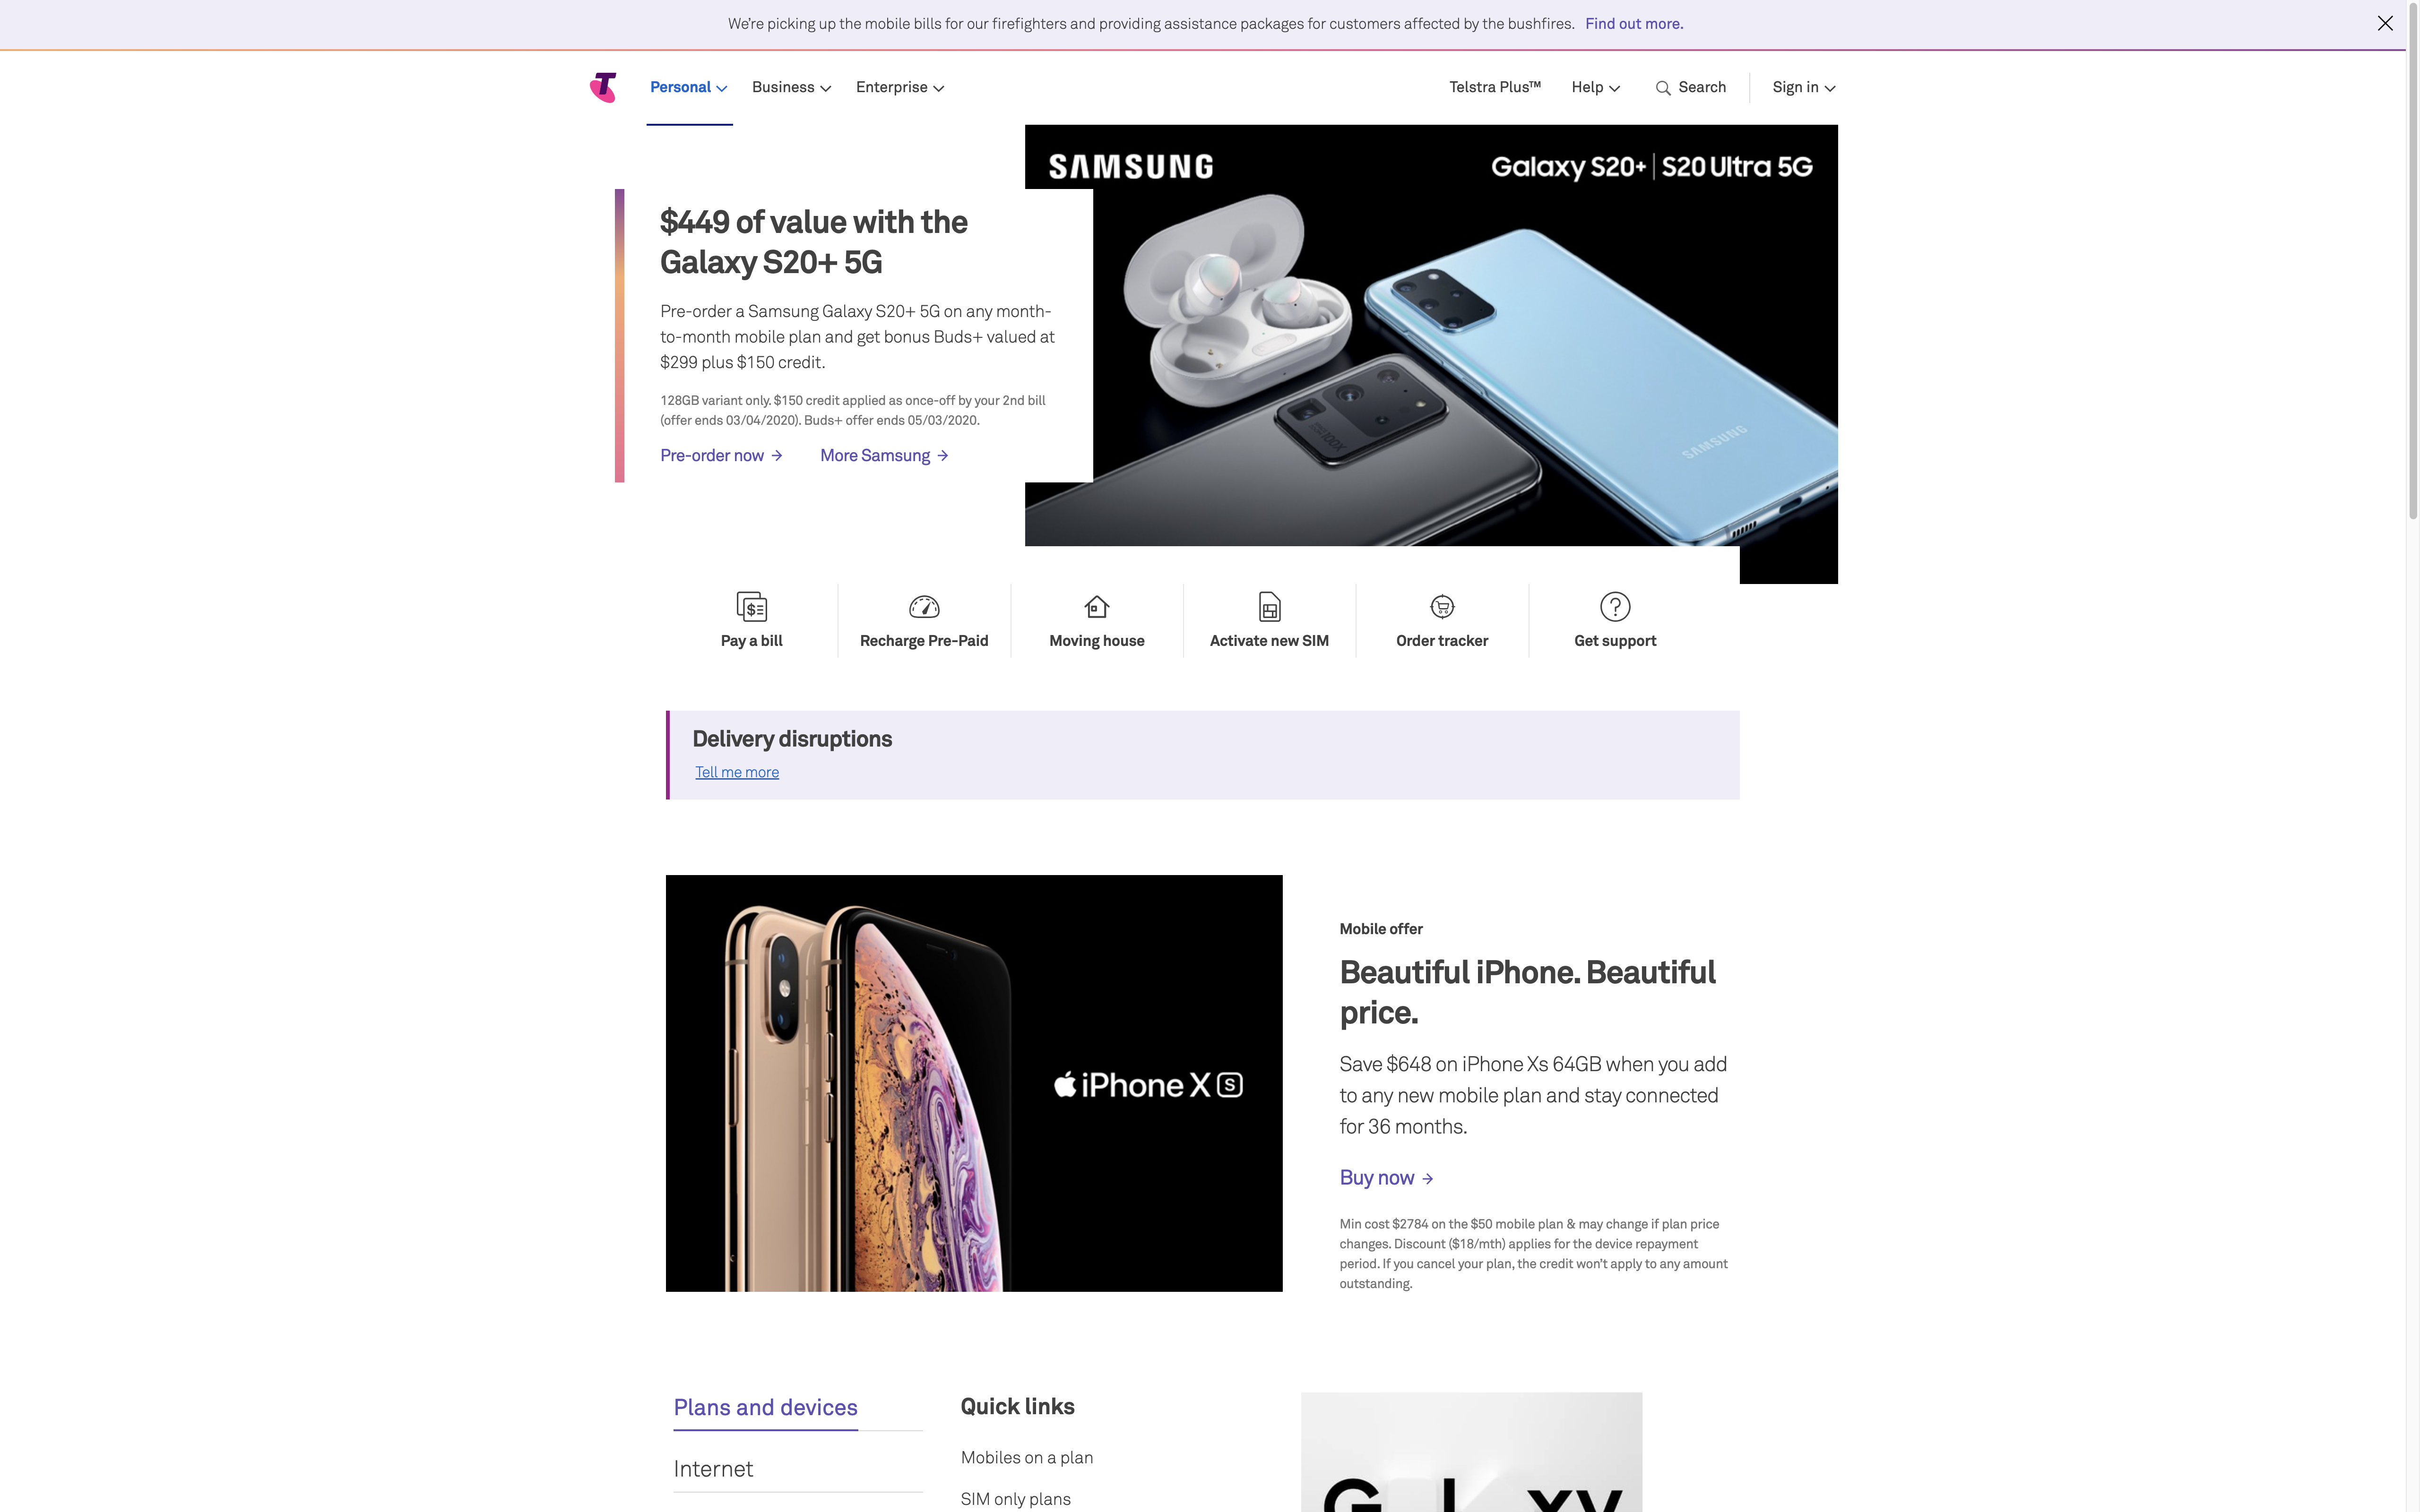 We're picking up the mobile bills for our firefighters and providing assistance packages for customers affected by the bushfires. Find out more.
Personal Business Enterprise Telstra Plus™ Help Search Sign in
SAMSUNG Galaxy S20+ | S20 Ultra 5G
$449 of value with the
Galaxy S20+ 5G
Pre-order a Samsung Galaxy S20+ 5G on any month-
to-month mobile plan and get bonus Buds+ valued at
$299 plus $150 credit.
128GB variant only. $150 credit applied as once-off by your 2nd bill
(offer ends 03/04/2020). Buds+ offer ends 05/03/2020.
Pre-order now → More Samsung →
SAMSUNG
Pay a bill Recharge Pre-Paid Moving house Activate new SIM Order tracker Get support
Delivery disruptions
Tell me more
iPhone XS
Mobile offer
Beautiful iPhone. Beautiful
price.
Save $648 on iPhone Xs 64GB when you add
to any new mobile plan and stay connected
for 36 months.
Buy now →
Min cost $2784 on the $50 mobile plan & may change if plan price
changes. Discount ($18/mth) applies for the device repayment
period. If you cancel your plan, the credit won't apply to any amount
outstanding.
Plans and devices
Internet
Quick links
Mobiles on a plan
SIM only plans